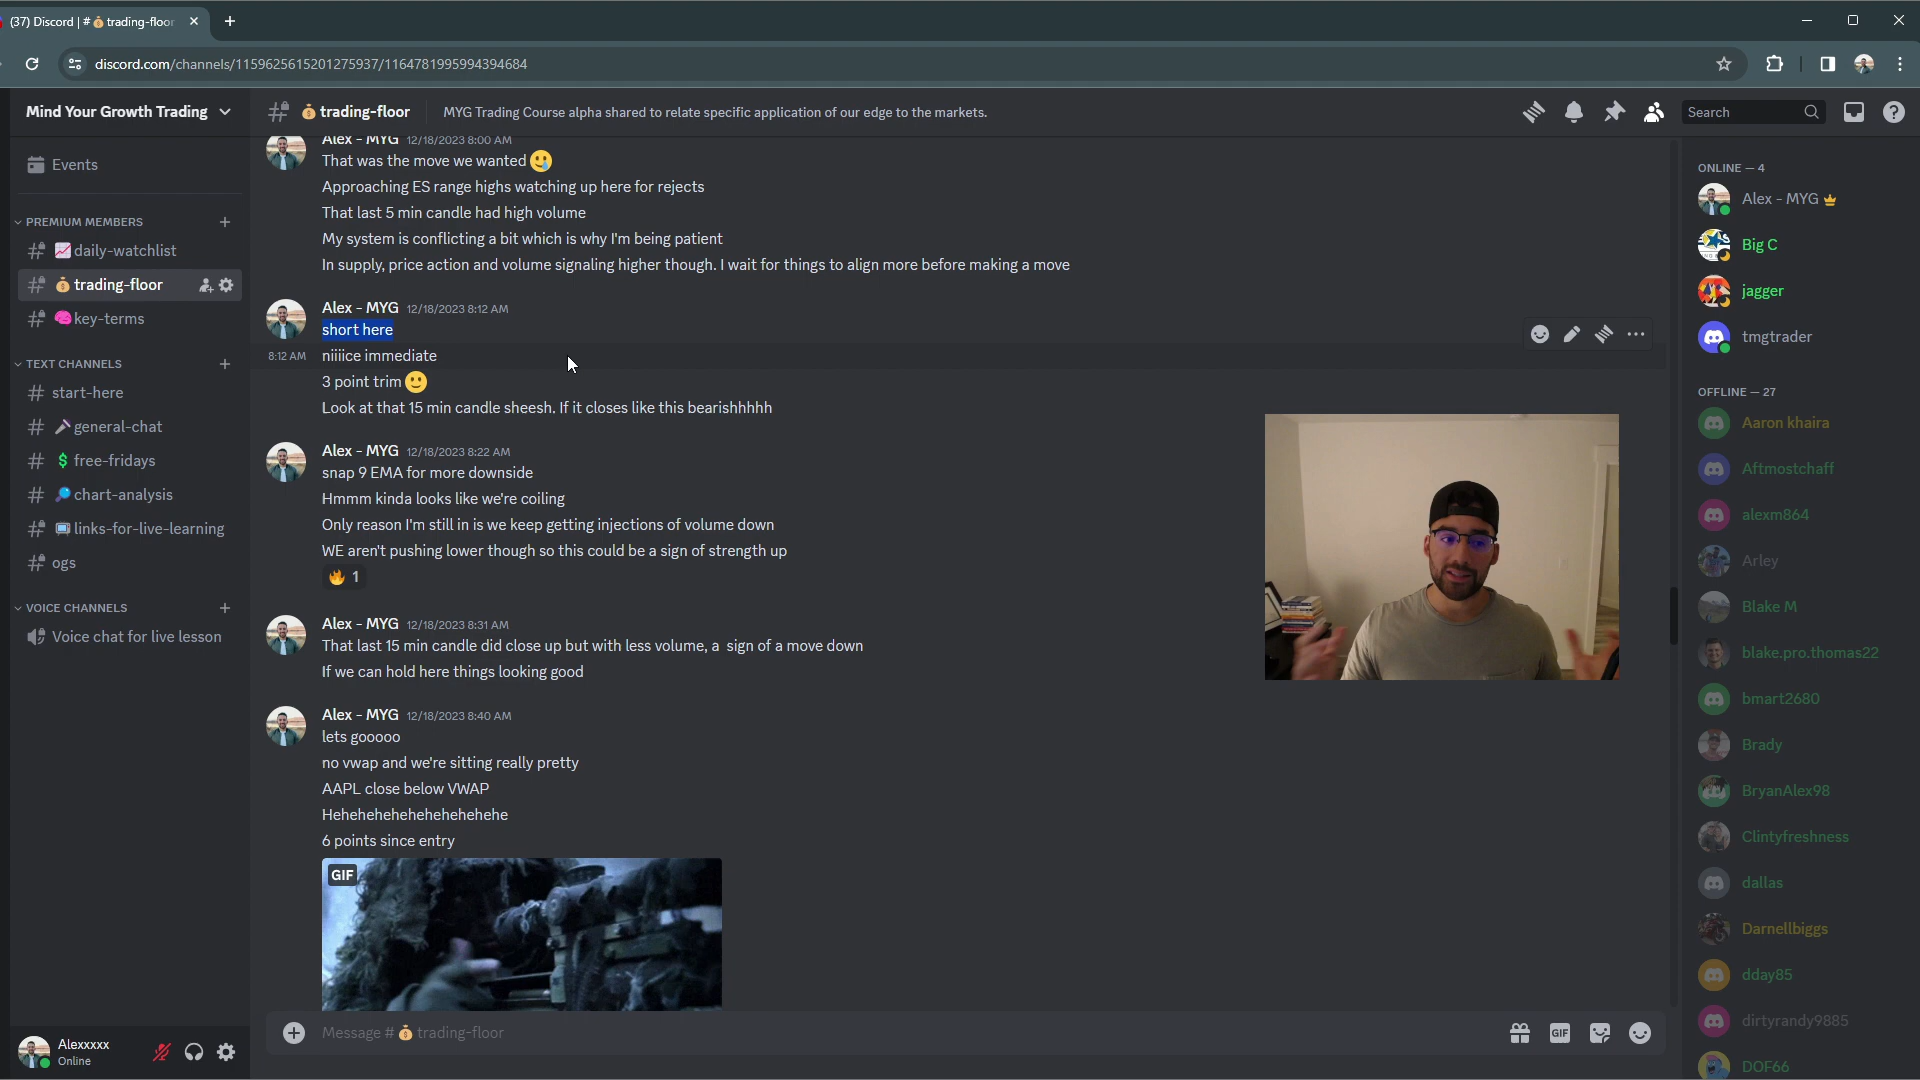 (37) Discord | # trading-floor
discord.com/channels/1159625615201275937/1164781995994394684
Mind Your Growth Trading
trading-floor
MYG Trading Course alpha shared to relate specific application of our edge to the markets.
Search
Events
PREMIUM MEMBERS
daily-watchlist
trading-floor
key-terms
TEXT CHANNELS
start-here
general-chat
free-fridays
chart-analysis
links-for-live-learning
ogs
VOICE CHANNELS
Voice chat for live lesson
Alexxxxx
Online
Alex - MYG 12/18/2023 8:00 AM
That was the move we wanted
Approaching ES range highs watching up here for rejects
That last 5 min candle had high volume
My system is conflicting a bit which is why I'm being patient
In supply, price action and volume signaling higher though. I wait for things to align more before making a move
Alex - MYG 12/18/2023 8:12 AM
short here
8:12 AM niiiice immediate
3 point trim
Look at that 15 min candle sheesh. If it closes like this bearishhhhh
Alex - MYG 12/18/2023 8:22 AM
snap 9 EMA for more downside
Hmmm kinda looks like we're coiling
Only reason I'm still in is we keep getting injections of volume down
WE aren't pushing lower though so this could be a sign of strength up
1
Alex - MYG 12/18/2023 8:31 AM
That last 15 min candle did close up but with less volume, a sign of a move down
If we can hold here things looking good
Alex - MYG 12/18/2023 8:40 AM
lets gooooo
no vwap and we're sitting really pretty
AAPL close below VWAP
Hehehehehehehehehehe
6 points since entry
GIF
Message # trading-floor
GIF
ONLINE — 4
Alex - MYG
Big C
jagger
tmgtrader
OFFLINE — 27
Aaron khaira
Aftmostchaff
alexm864
Arley
Blake M
blake.pro.thomas22
bmart2680
Brady
BryanAlex98
Clintyfreshness
dallas
Darnellbiggs
dday85
dirtyrandy9885
DOF66